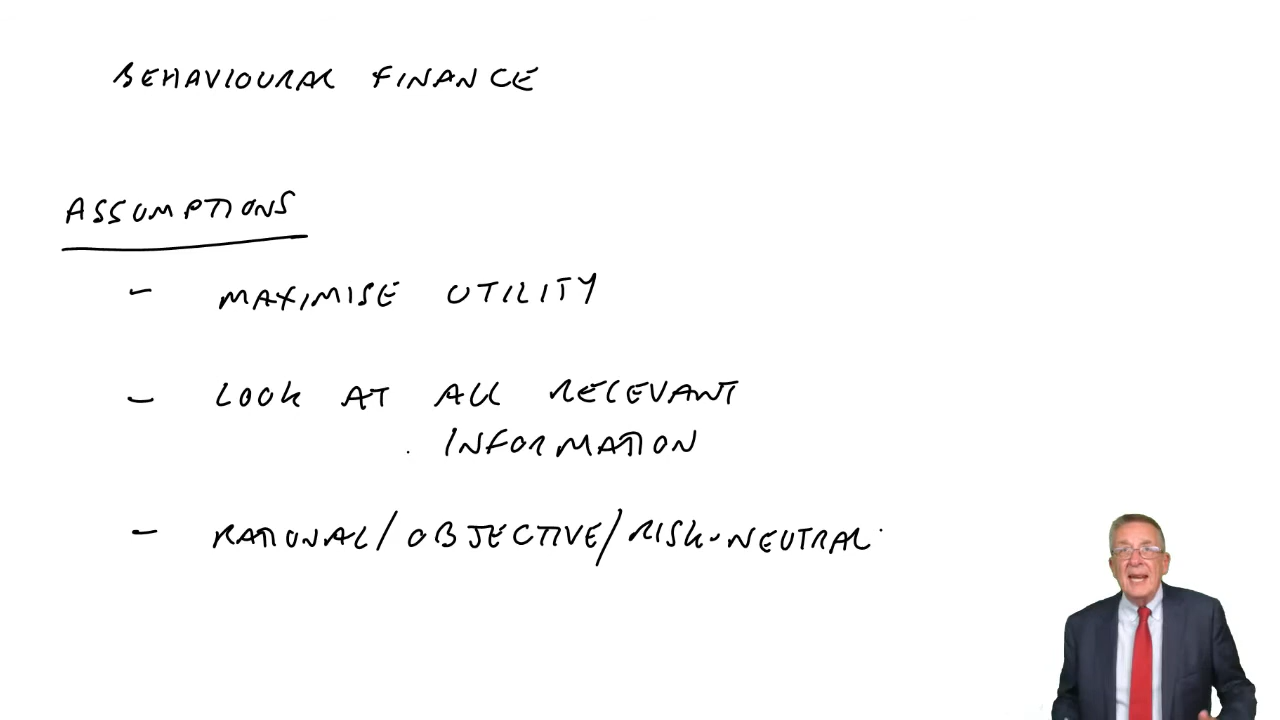 BEHAVIOURAL FINANCE
ASSUMPTIONS
- MAXIMISE UTILITY
- LOOK AT ALL RELEVANT
INFORMATION
- RATIONAL/OBJECTIVE/RISK-NEUTRAL